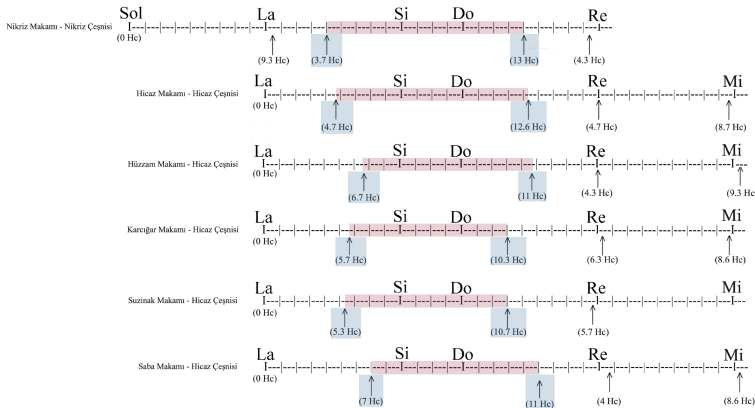 Sol La Si Do Re
Nikriz Makamı - Nikriz Çeşnisi
(0 Hc) (9.3 Hc) (3.7 Hc) (13 Hc) (4.3 Hc)
La Si Do Re Mi
Hicaz Makamı - Hicaz Çeşnisi
(0 Hc) (4.7 Hc) (12.6 Hc) (4.7 Hc) (8.7 Hc)
La Si Do Re Mi
Hüzzam Makamı - Hicaz Çeşnisi
(0 Hc) (6.7 Hc) (11 Hc) (4.3 Hc) (9.3 Hc)
La Si Do Re Mi
Karcığar Makamı - Hicaz Çeşnisi
(0 Hc) (5.7 Hc) (10.3 Hc) (6.3 Hc) (8.6 Hc)
La Si Do Re
Suzinak Makamı - Hicaz Çeşnisi
(0 Hc) (5.3 Hc) (10.7 Hc) (5.7 Hc)
La Si Do Re Mi
Saba Makamı - Hicaz Çeşnisi
(0 Hc) (7 Hc) (11 Hc) (4 Hc) (8.6 Hc)